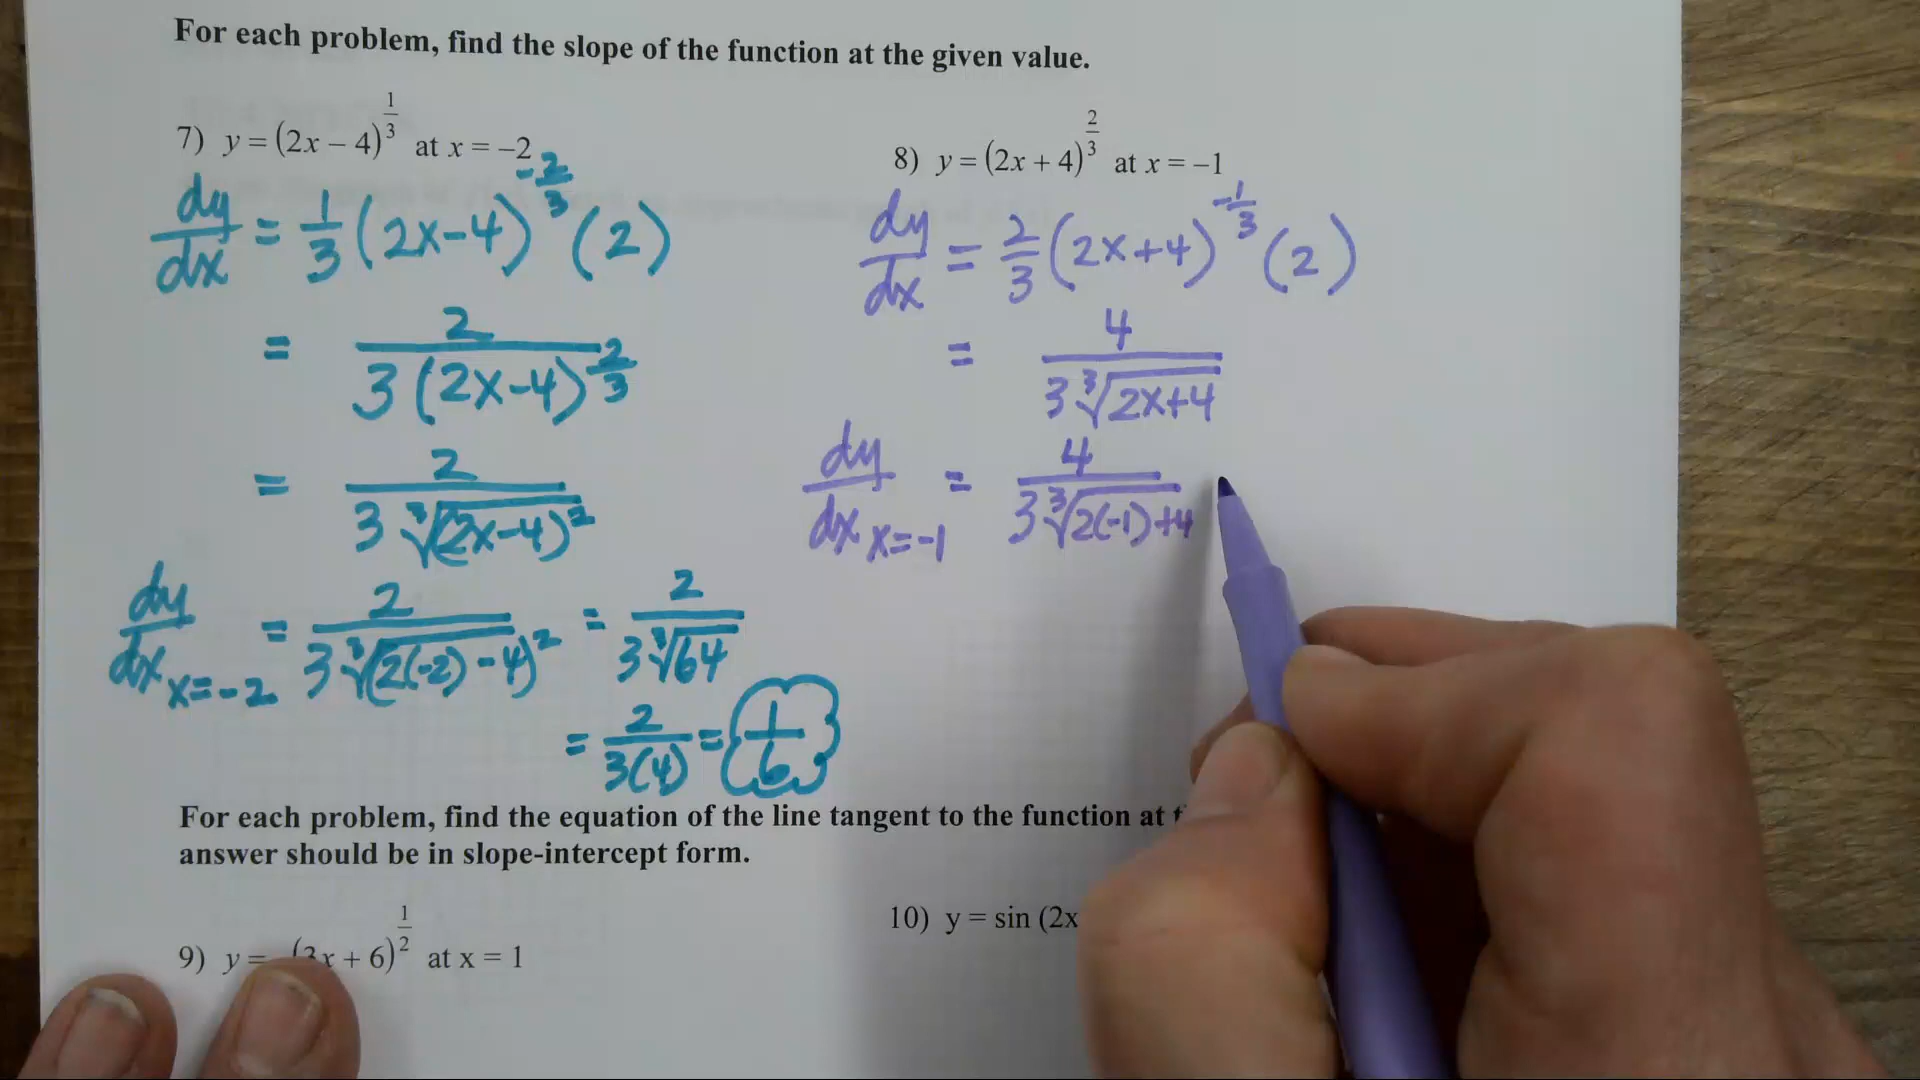 For each problem, find the slope of the function at the given value.
7) y = (2x – 4)^(1/3) at x = –2
dy/dx = 1/3 (2x-4)^(-2/3) (2)
= 2 / 3(2x-4)^(2/3)
= 2 / 3∛(2x-4)²
dy/dx x=-2 = 2 / 3∛(2(-2)-4)² = 2 / 3∛64
= 2 / 3(4) = 1/6
8) y = (2x + 4)^(2/3) at x = –1
dy/dx = 2/3 (2x+4)^(-1/3) (2)
= 4 / 3∛2x+4
dy/dx x=-1 = 4 / 3∛2(-1)+4
For each problem, find the equation of the line tangent to the function at
answer should be in slope-intercept form.
9) y = (3x + 6)^(1/2) at x = 1
10) y = sin (2x